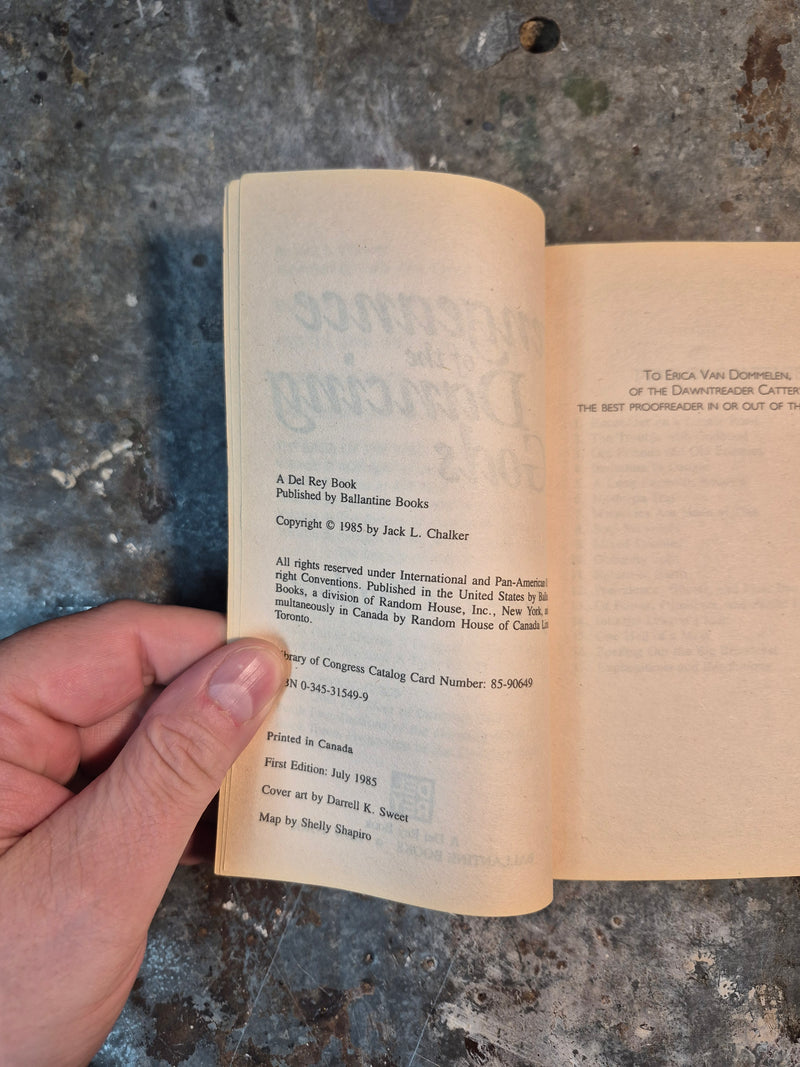 A Del Rey Book
Published by Ballantine Books
Copyright © 1985 by Jack L. Chalker
All rights reserved under International and Pan-American
right Conventions. Published in the United States by
Books, a division of Random House, Inc., New York,
multaneously in Canada by Random House of Canada
Toronto.
brary of Congress Catalog Card Number: 85-90649
BN 0-345-31549-9
Printed in Canada
First Edition: July 1985
Cover art by Darrell K. Sweet
Map by Shelly Shapiro
To Erica Van Dommelen,
of the Dawntreader Catter
the best proofreader in or out of th